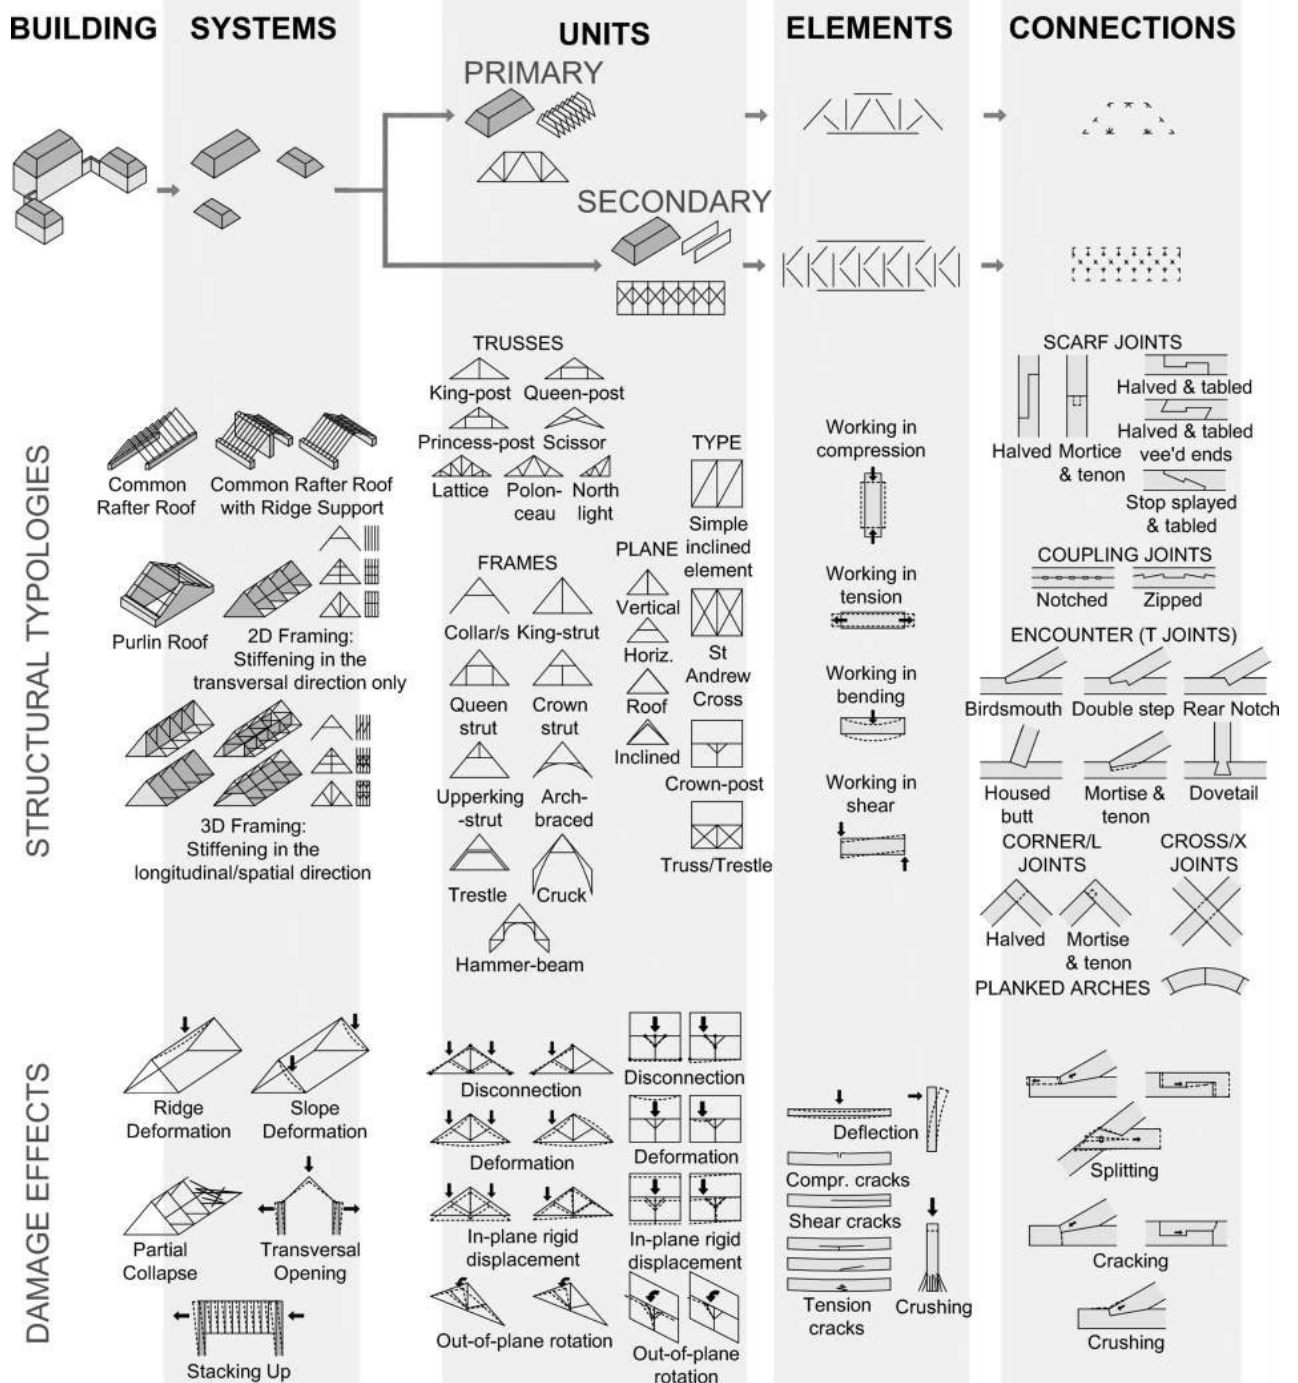 BUILDING
SYSTEMS
UNITS
ELEMENTS
CONNECTIONS
PRIMARY
SECONDARY
STRUCTURAL TYPOLOGIES
Common
Rafter Roof
Common Rafter Roof
with Ridge Support
Purlin Roof
2D Framing:
Stiffening in the
transversal direction only
3D Framing:
Stiffening in the
longitudinal/spatial direction
TRUSSES
King-post
Queen-post
Princess-post
Scissor
Lattice
Polon-
ceau
North
light
FRAMES
Collar/s
King-strut
Queen
strut
Crown
strut
Upperking
-strut
Arch-
braced
Trestle
Cruck
Hammer-beam
PLANE
Vertical
Horiz.
Roof
Inclined
TYPE
Simple
inclined
element
St
Andrew
Cross
Crown-post
Truss/Trestle
Working in
compression
Working in
tension
Working in
bending
Working in
shear
SCARF JOINTS
Halved
Mortice
& tenon
Halved & tabled
Halved & tabled
vee'd ends
Stop splayed
& tabled
COUPLING JOINTS
Notched
Zipped
ENCOUNTER (T JOINTS)
Birdsmouth
Double step
Rear Notch
Housed
butt
Mortise &
tenon
Dovetail
CORNER/L
JOINTS
CROSS/X
JOINTS
Halved
Mortise
& tenon
PLANKED ARCHES
DAMAGE EFFECTS
Ridge
Deformation
Slope
Deformation
Partial
Collapse
Transversal
Opening
Stacking Up
Disconnection
Disconnection
Deformation
Deformation
In-plane rigid
displacement
In-plane rigid
displacement
Out-of-plane rotation
Out-of-plane
rotation
Deflection
Compr. cracks
Shear cracks
Tension
cracks
Crushing
Splitting
Cracking
Crushing